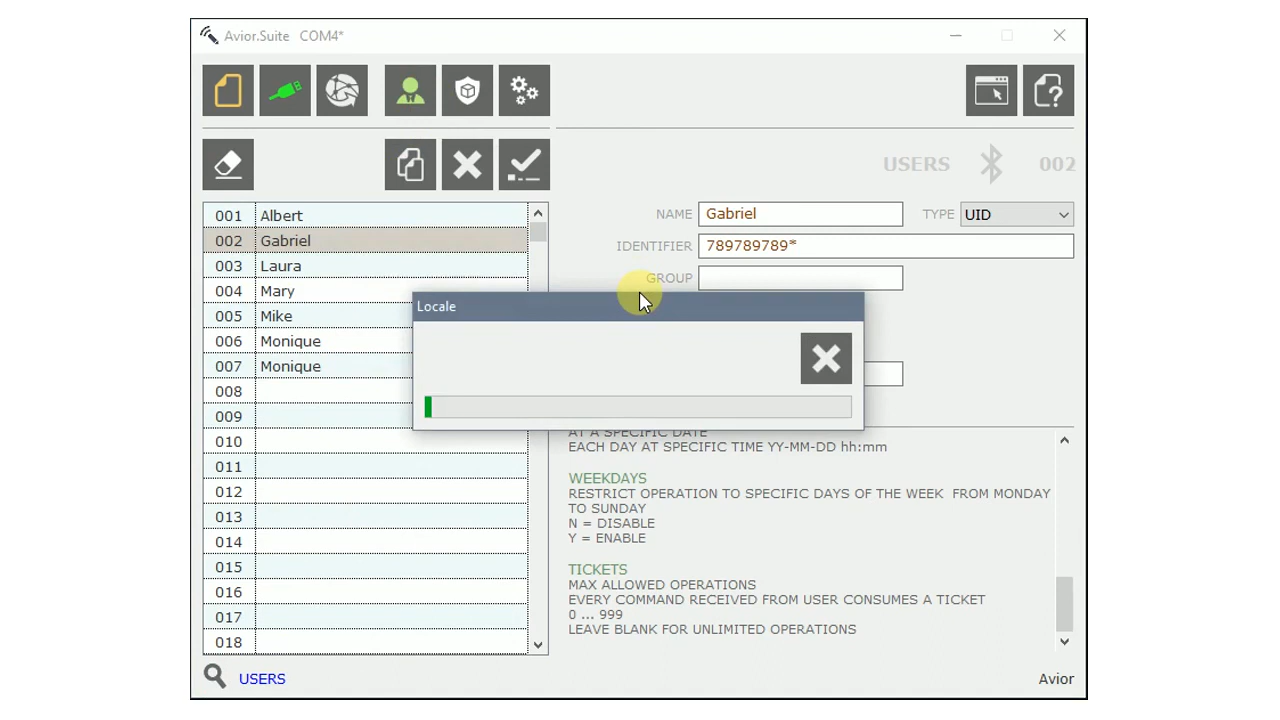 Avior.Suite COM4*
USERS 002
001 Albert
002 Gabriel
003 Laura
004 Mary
005 Mike
006 Monique
007 Monique
008
009
010
011
012
013
014
015
016
017
018
NAME Gabriel TYPE UID
IDENTIFIER 789789789*
GROUP
Locale
AT A SPECIFIC DATE
EACH DAY AT SPECIFIC TIME YY-MM-DD hh:mm
WEEKDAYS
RESTRICT OPERATION TO SPECIFIC DAYS OF THE WEEK FROM MONDAY
TO SUNDAY
N = DISABLE
Y = ENABLE
TICKETS
MAX ALLOWED OPERATIONS
EVERY COMMAND RECEIVED FROM USER CONSUMES A TICKET
0 ... 999
LEAVE BLANK FOR UNLIMITED OPERATIONS
USERS
Avior